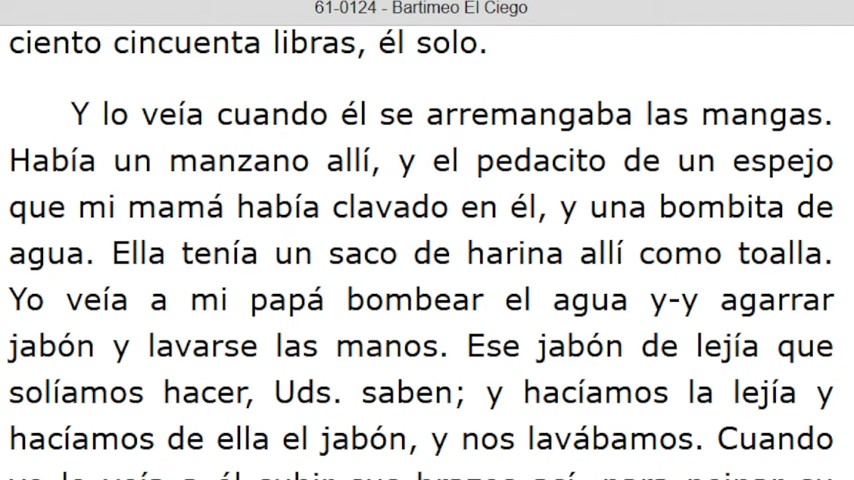 61-0124 - Bartimeo El Ciego
ciento cincuenta libras, él solo.
Y lo veía cuando él se arremangaba las mangas.
Había un manzano allí, y el pedacito de un espejo
que mi mamá había clavado en él, y una bombita de
agua. Ella tenía un saco de harina allí como toalla.
Yo veía a mi papá bombear el agua y-y agarrar
jabón y lavarse las manos. Ese jabón de lejía que
solíamos hacer, Uds. saben; y hacíamos la lejía y
hacíamos de ella el jabón, y nos lavábamos. Cuando